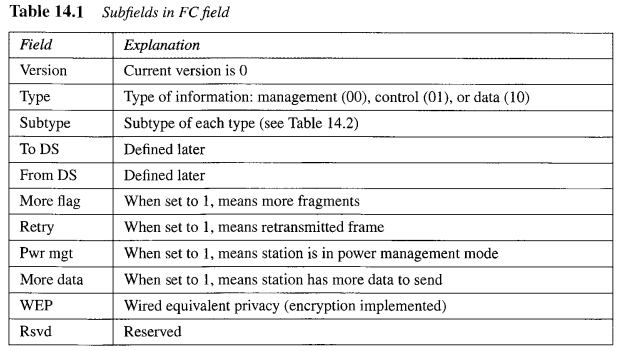 Table 14.1 Subfields in FC field
Field Explanation
Version Current version is 0
Type Type of information: management (00), control (01), or data (10)
Subtype Subtype of each type (see Table 14.2)
To DS Defined later
From DS Defined later
More flag When set to 1, means more fragments
Retry When set to 1, means retransmitted frame
Pwr mgt When set to 1, means station is in power management mode
More data When set to 1, means station has more data to send
WEP Wired equivalent privacy (encryption implemented)
Rsvd Reserved